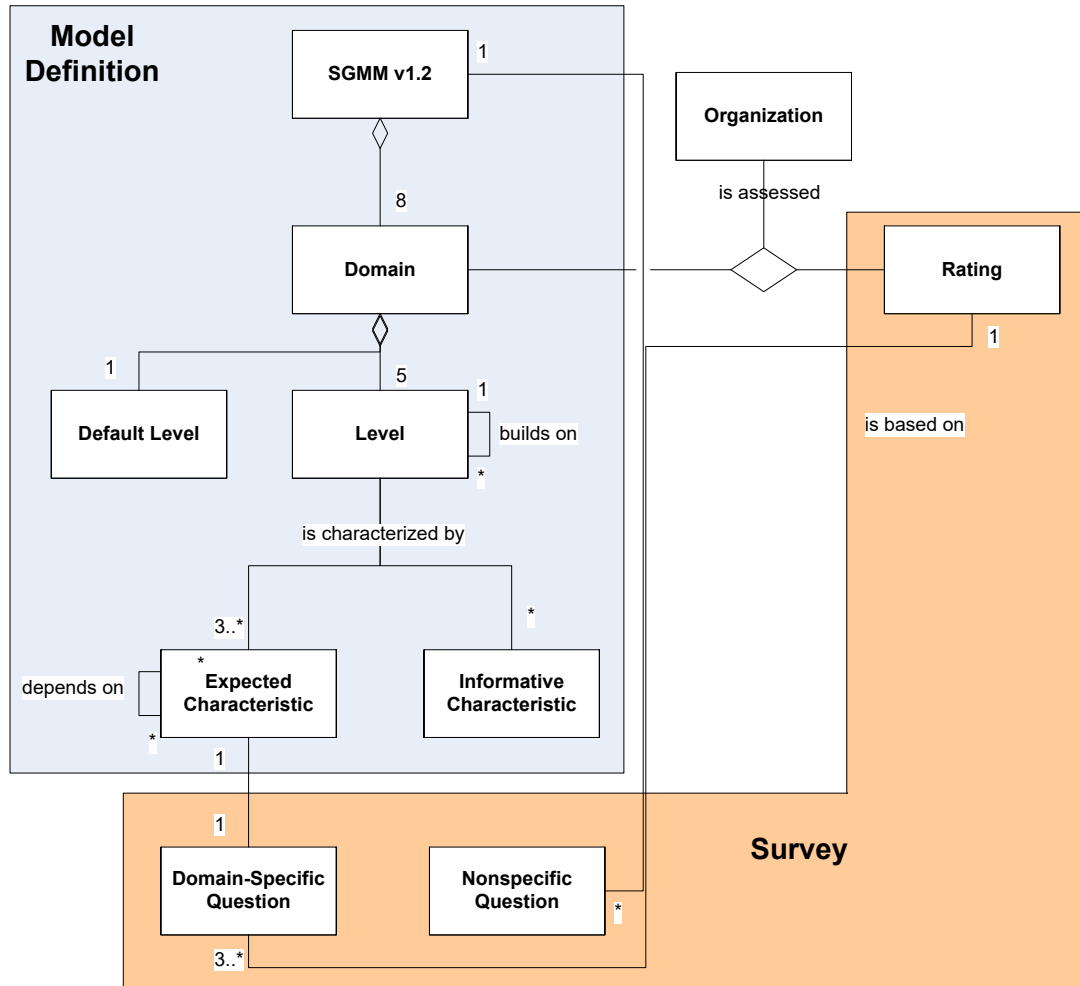 Model
Definition
SGMM v1.2
1
Organization
is assessed
8
Domain
Rating
1
1
5
1
Default Level
Level
builds on
*
is based on
is characterized by
3..*
*
depends on
*
Expected
Characteristic
*
Informative
Characteristic
1
1
Domain-Specific
Question
Nonspecific
Question
*
Survey
3..*